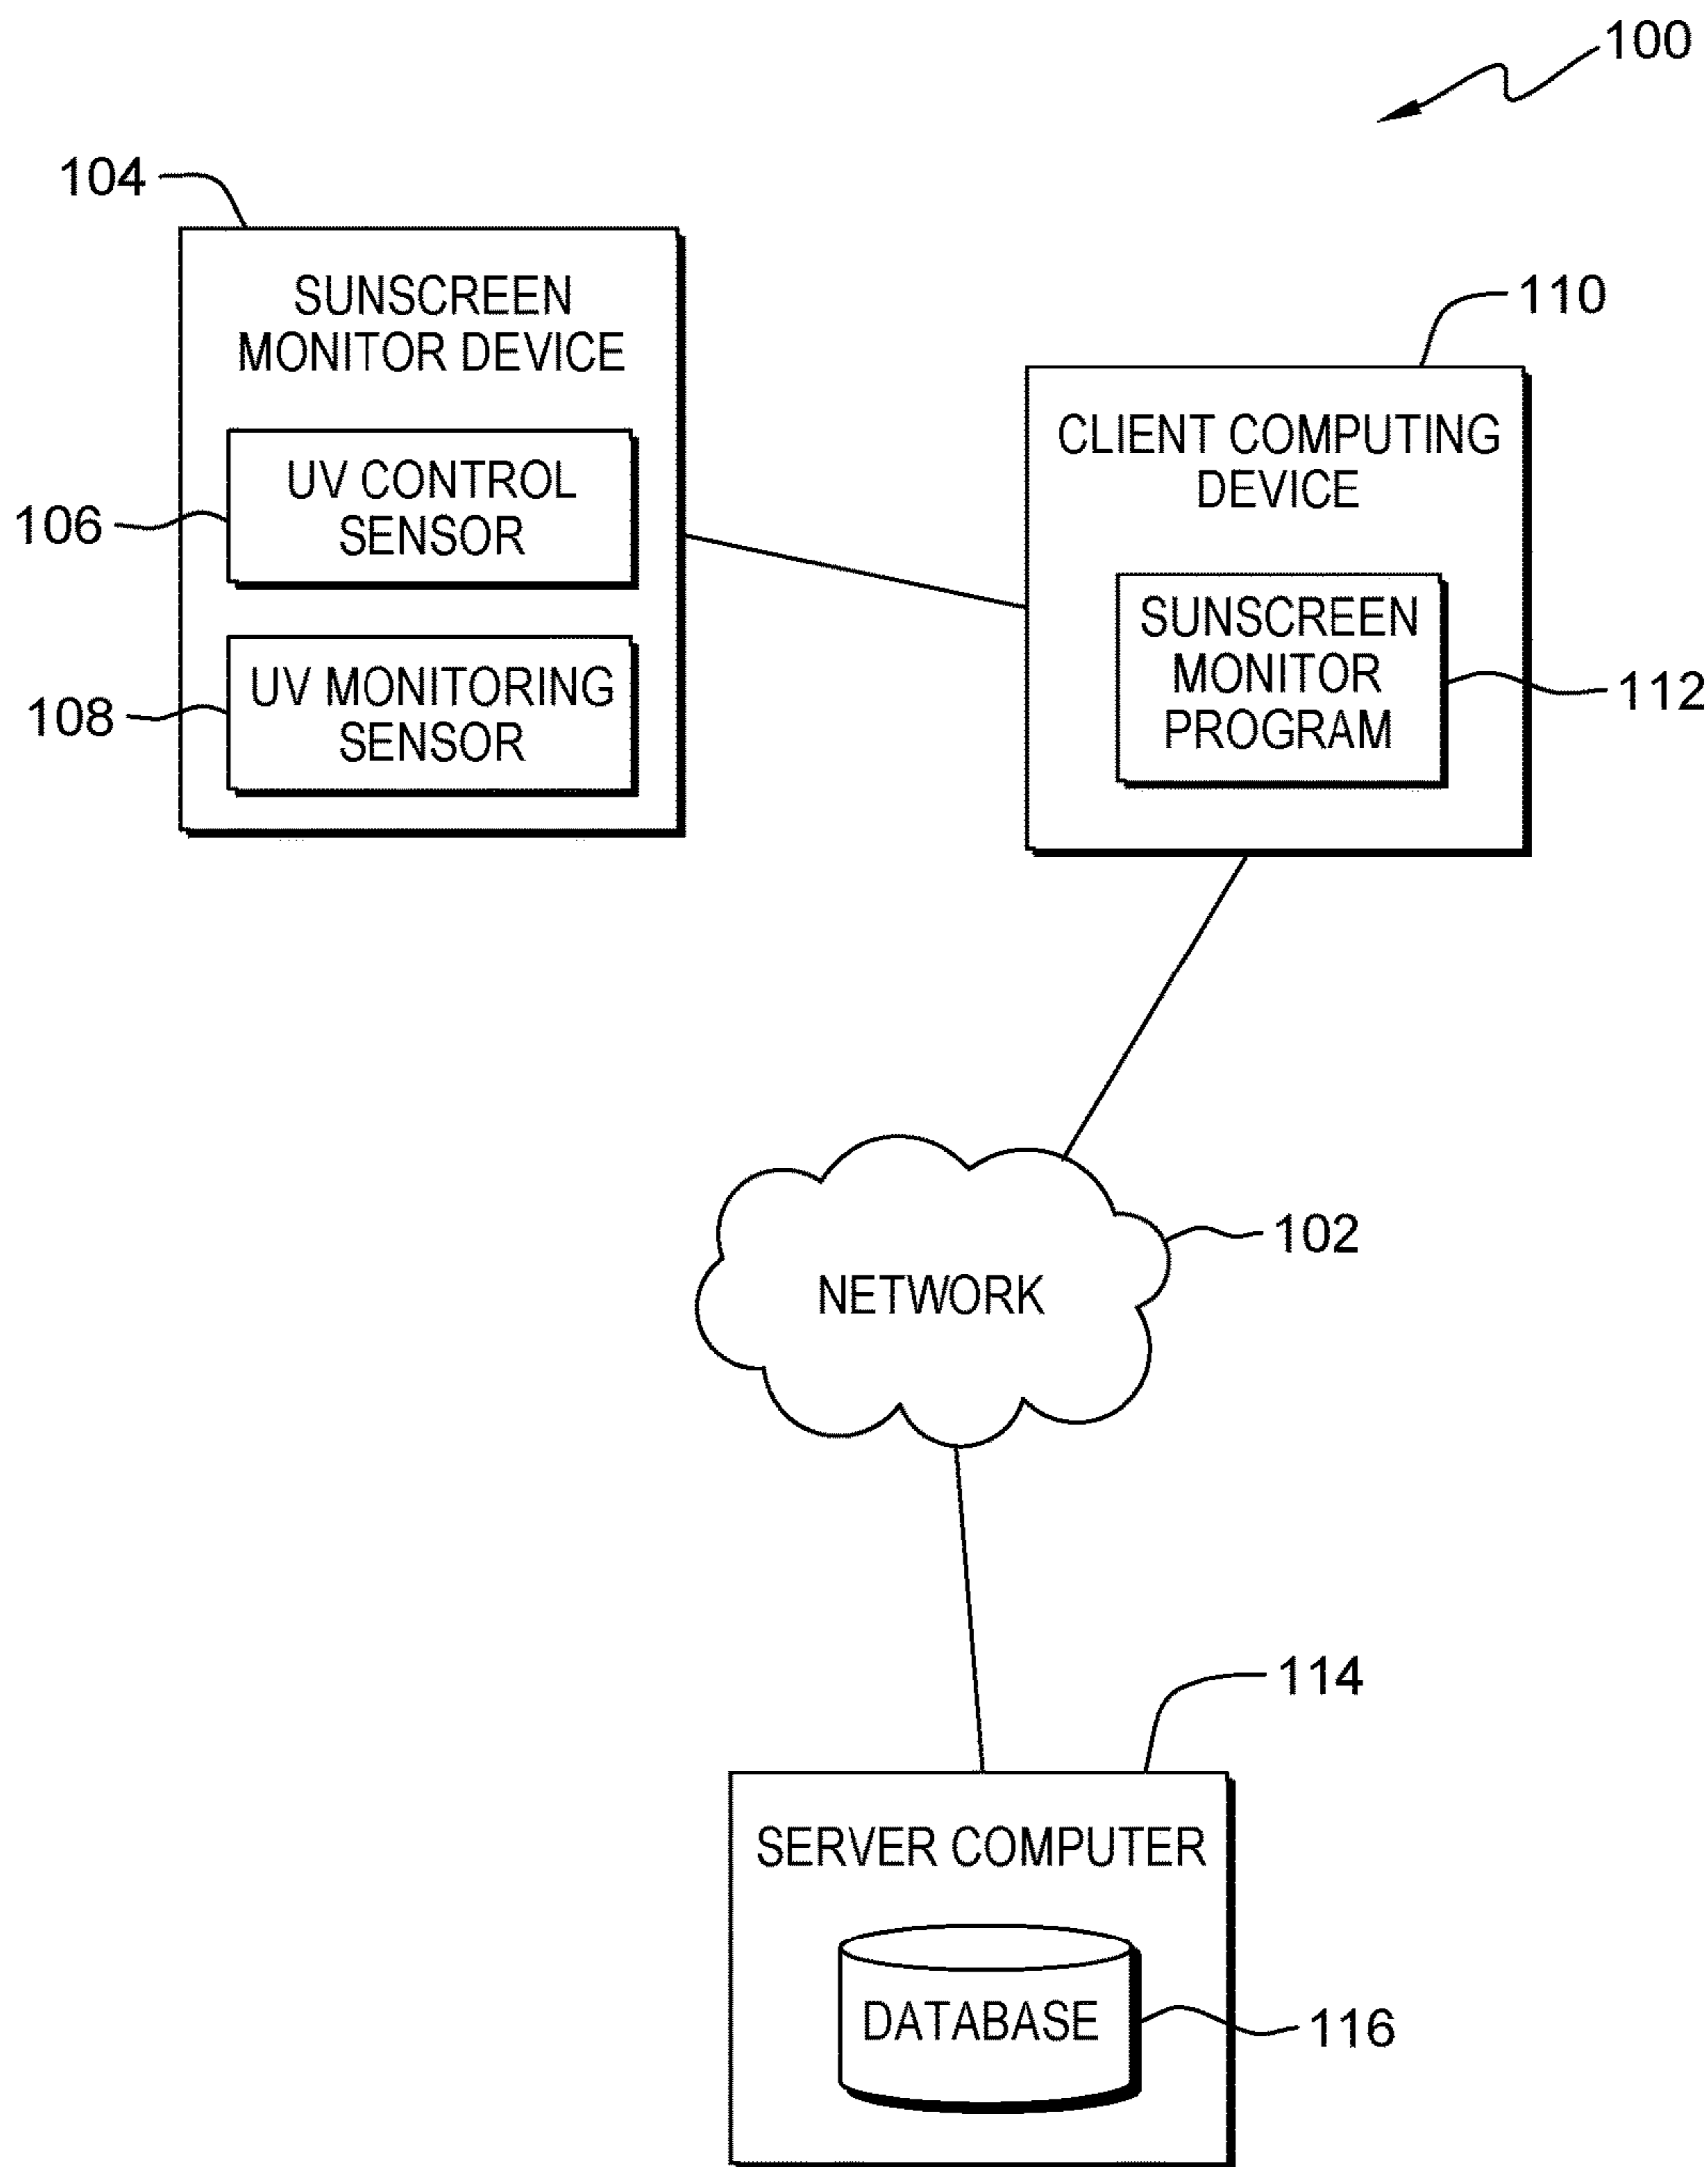 100
104
SUNSCREEN
MONITOR DEVICE
UV CONTROL
SENSOR
106
UV MONITORING
SENSOR
108
110
CLIENT COMPUTING
DEVICE
SUNSCREEN
MONITOR
PROGRAM
112
NETWORK
102
114
SERVER COMPUTER
DATABASE
116